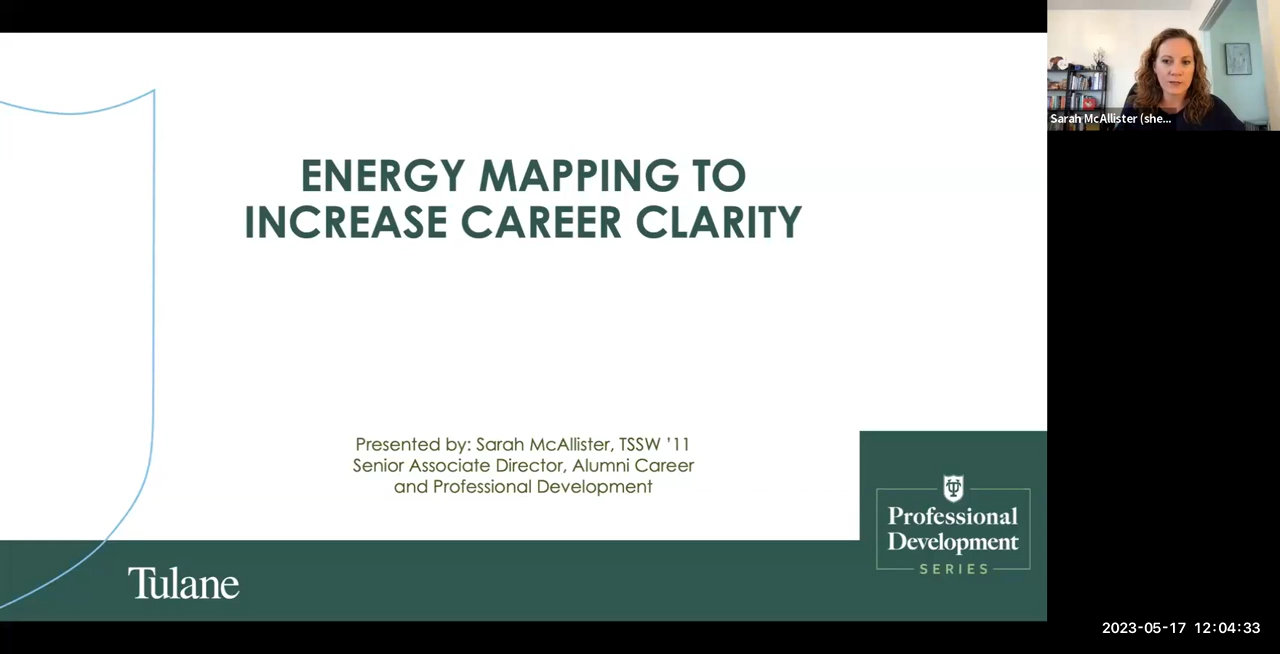 Sarah McAllister (she...
ENERGY MAPPING TO
INCREASE CAREER CLARITY
Presented by: Sarah McAllister, TSSW ’11
Senior Associate Director, Alumni Career
and Professional Development
Professional
Development
SERIES
Tulane
2023-05-17 12:04:33